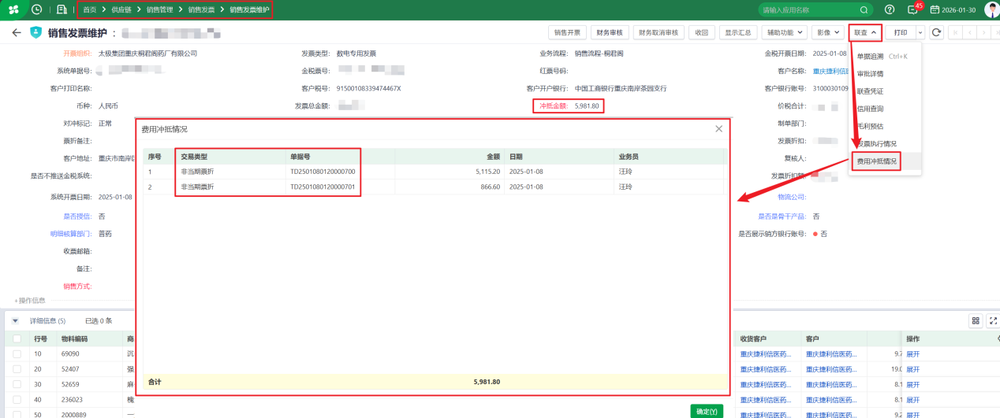 首页 > 供应链 > 销售管理 > 销售发票 > 销售发票维护 请输入应用名称 45 2026-01-30
销售发票维护 : 销售开票 财务审核 财务取消审核 收回 显示汇总 辅助功能 影像 联查 打印
开票组织: 太极集团重庆桐君阁药厂有限公司 发票类型: 数电专用发票 业务流程: 销售流程-桐君阁 金税开票日期: 2025-01-08
单据追溯 Ctrl+K
系统单据号: 金税票号: 红票号码: 客户名称: 重庆捷利信医
审批详情
客户打印名称: 客户税号: 91500108339474467X 客户开户银行: 中国工商银行重庆南岸茶园支行 客户银行账号: 3100030109
联查凭证
币种: 人民币 发票总金额: 冲抵金额: 5,981.80 价税合计:
信用查询
对冲标记: 正常 制单部门:
毛利预估
票折备注: 发票折扣:
发票执行情况
客户地址: 重庆市南岸区 复核人:
费用冲抵情况
是否不推送金税系统: 发票折扣额:
系统开票日期: 2025-01-08 物流公司:
是否授信: 否 是否是骨干产品: 否
明细核算部门: 普药 是否展示销方银行账号: 否
收票邮箱:
备注:
销售方式:
+操作信息
费用冲抵情况
序号 交易类型 单据号 金额 日期 业务员
1 非当期票折 TD2501080120000700 5,115.20 2025-01-08 汪玲
2 非当期票折 TD2501080120000701 866.60 2025-01-08 汪玲
合计 5,981.80
确定(Y)
详细信息 (5) 已选 0 条
行号 物料编码 商 收货客户 客户 操作
10 69090 沉 重庆捷利信医药... 重庆捷利信医药... 9.7 展开
20 52407 强 重庆捷利信医药... 重庆捷利信医药... 19.0 展开
30 52659 麻 重庆捷利信医药... 重庆捷利信医药... 8.1 展开
40 236023 槐 重庆捷利信医药... 重庆捷利信医药... 8.1 展开
50 2000889 一 重庆捷利信医药... 重庆捷利信医药... 9.2 展开